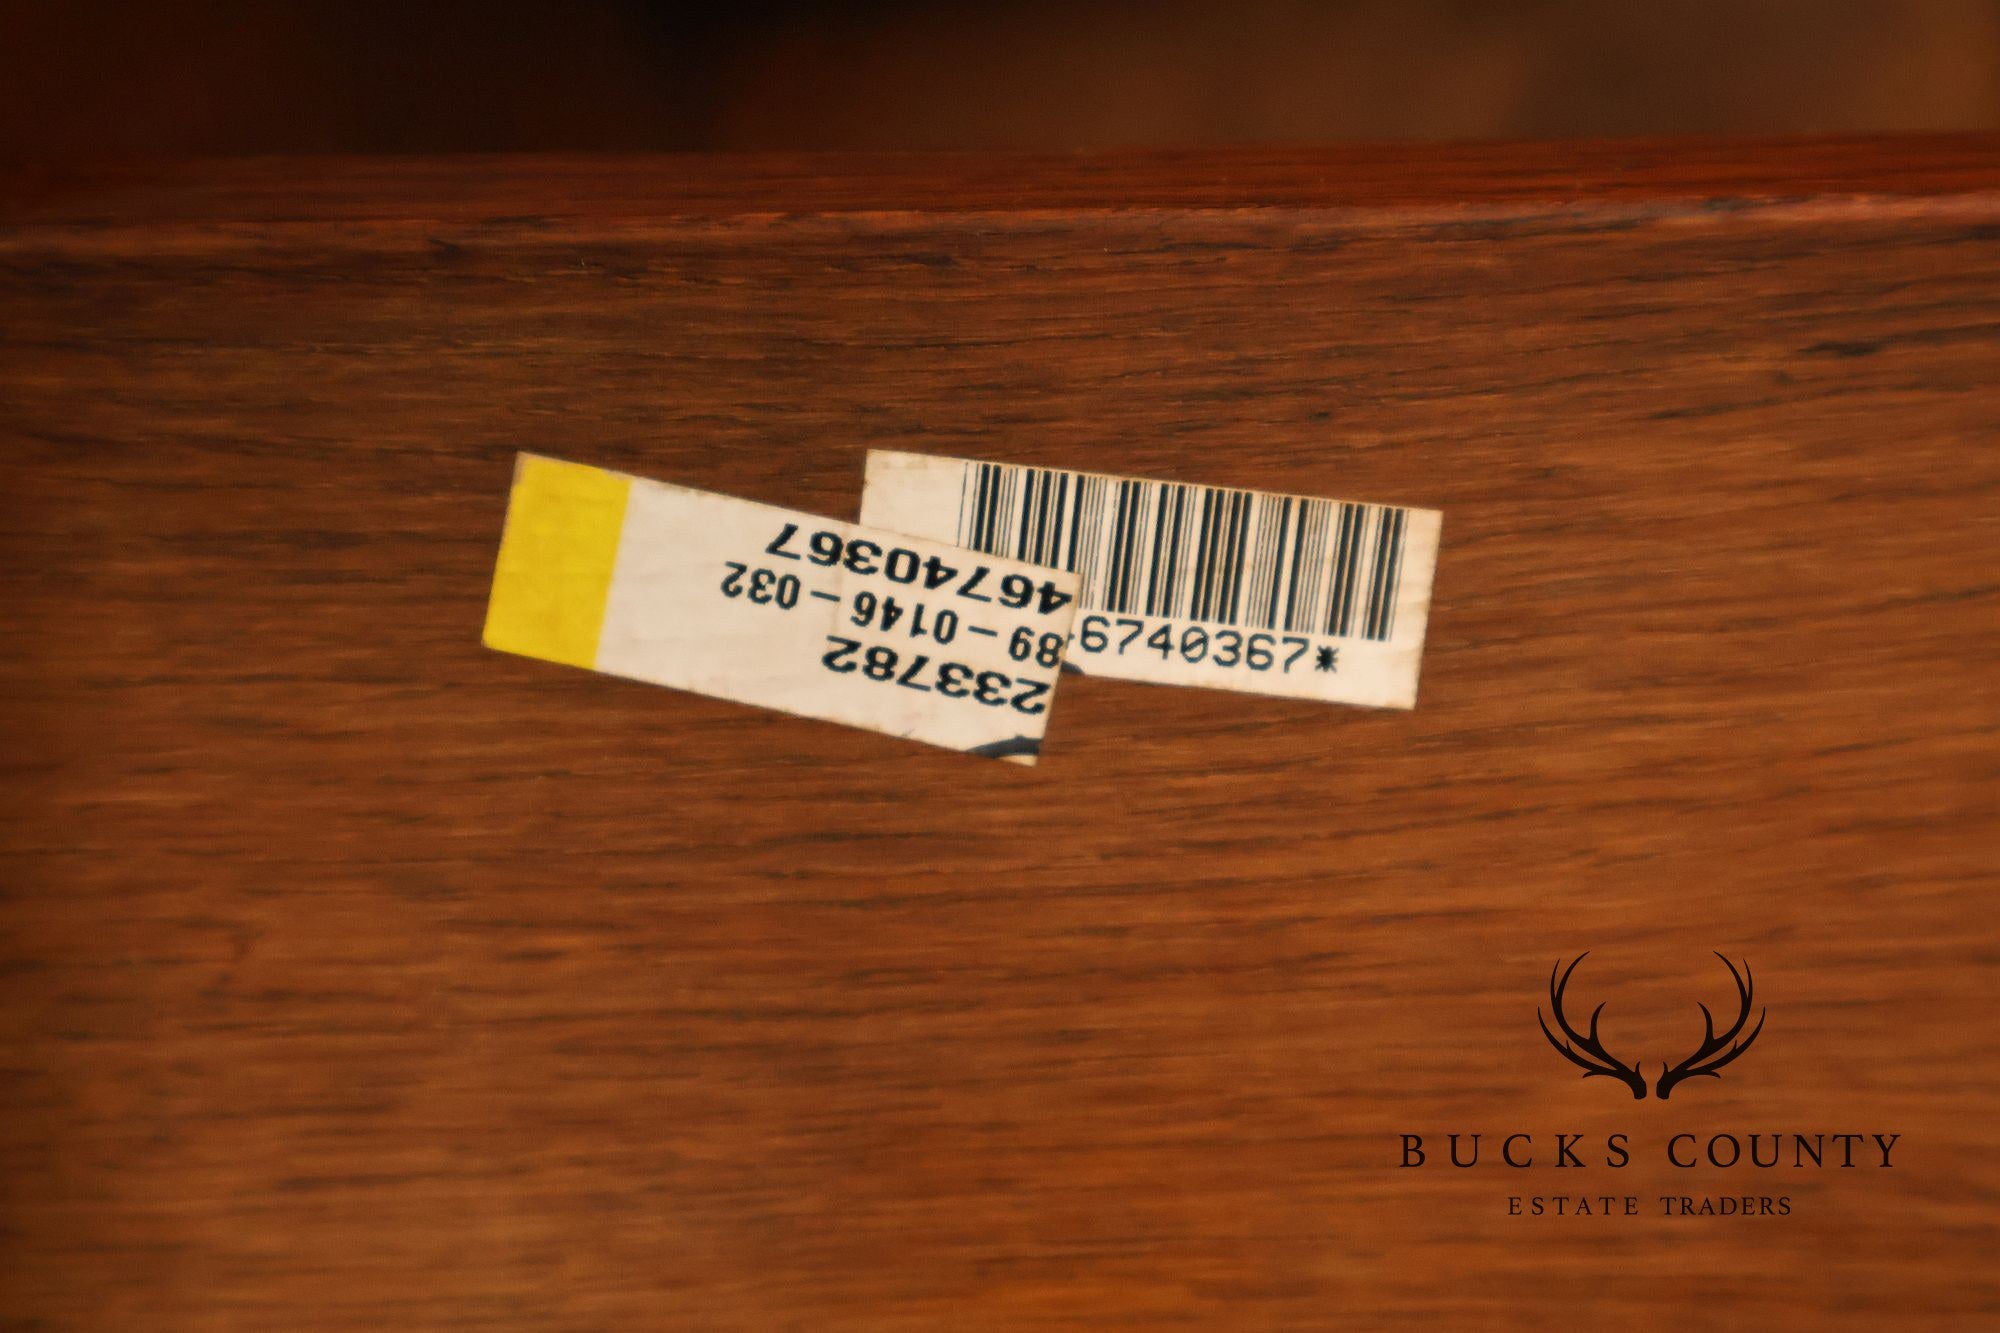 233782
89-0146-032
46740367
6740367*
BUCKS COUNTY
ESTATE TRADERS